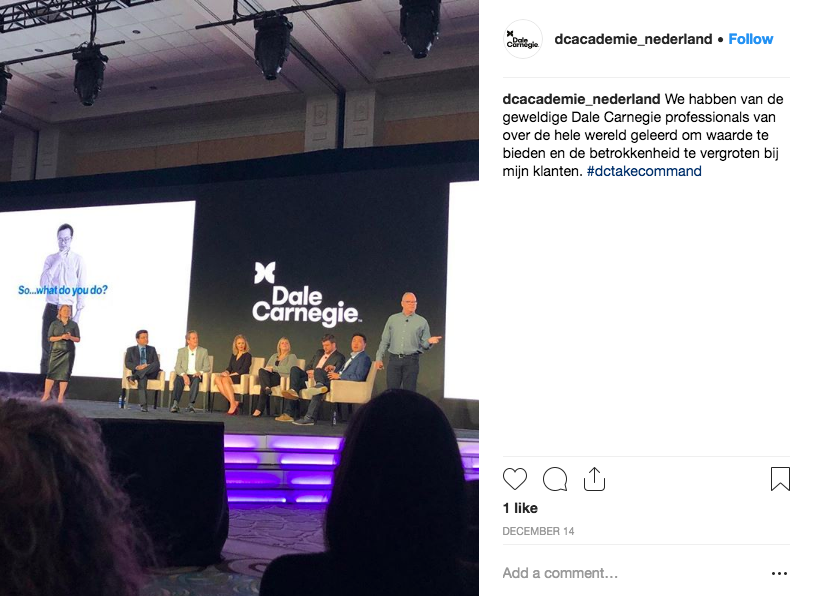 So...what do you do?
Dale
Carnegie
Dale
Carnegie
dcacademie_nederland • Follow
dcacademie_nederland We habben van de
geweldige Dale Carnegie professionals van
over de hele wereld geleerd om waarde te
bieden en de betrokkenheid te vergroten bij
mijn klanten. #dctakecommand
1 like
DECEMBER 14
Add a comment...